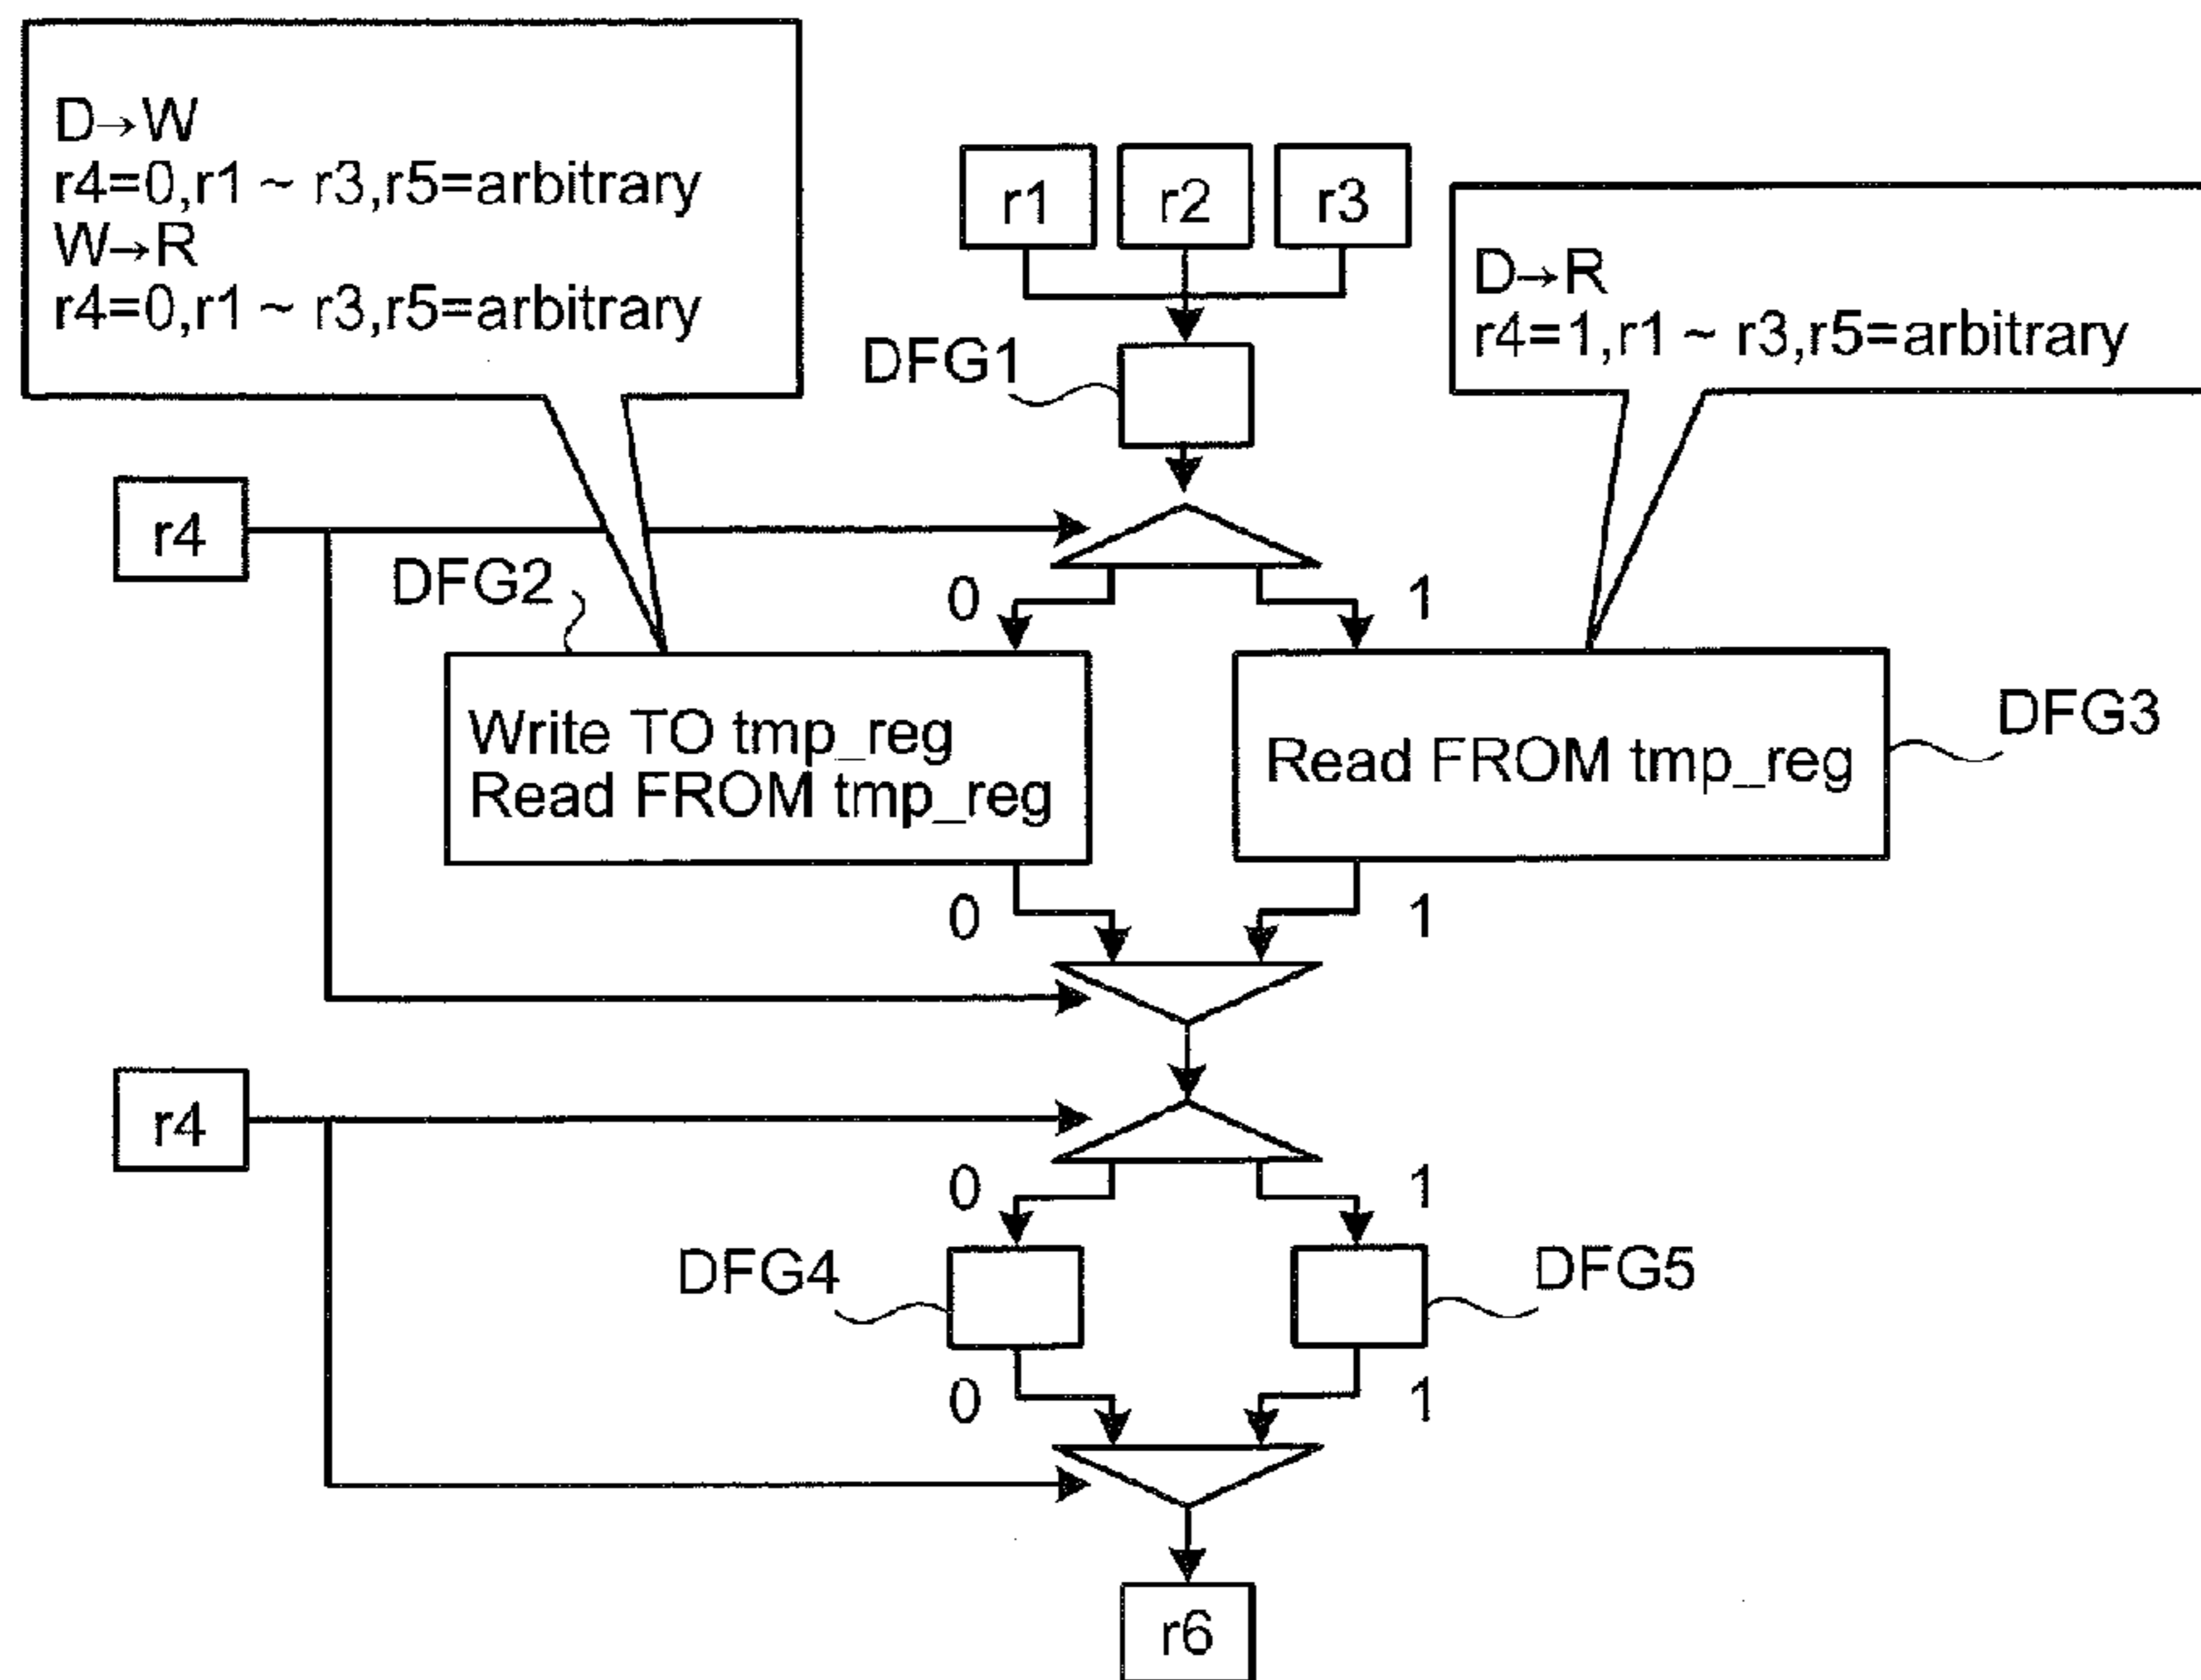 D→W
r4=0,r1 ~ r3,r5=arbitrary
W→R
r4=0,r1 ~ r3,r5=arbitrary
r1 r2 r3
D→R
r4=1,r1 ~ r3,r5=arbitrary
DFG1
r4
DFG2
0 1
Write TO tmp_reg
Read FROM tmp_reg
Read FROM tmp_reg
DFG3
0 1
r4
0 1
DFG4
DFG5
0 1
r6